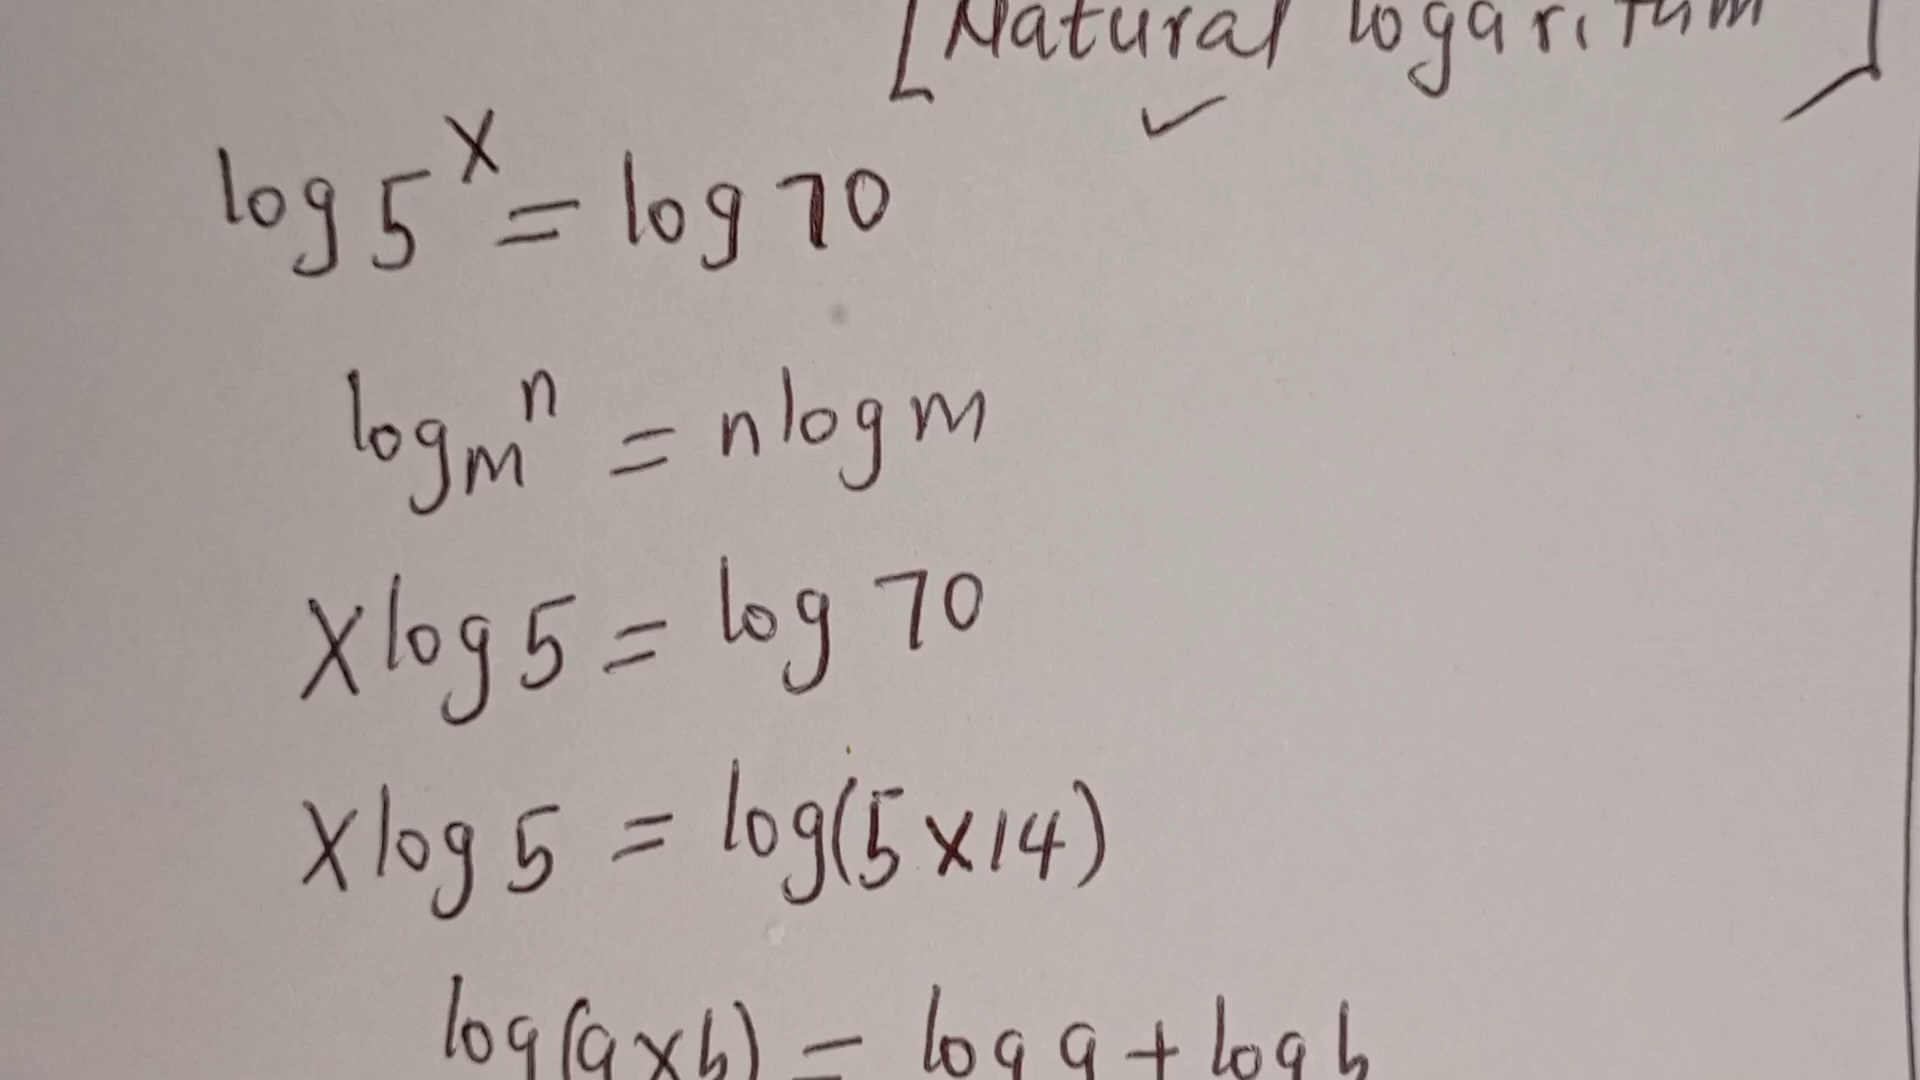 [Natural logarithm]
log 5^x = log 70
log m^n = n log m
x log 5 = log 70
x log 5 = log(5 x 14)
log(a x b) = log a + log b